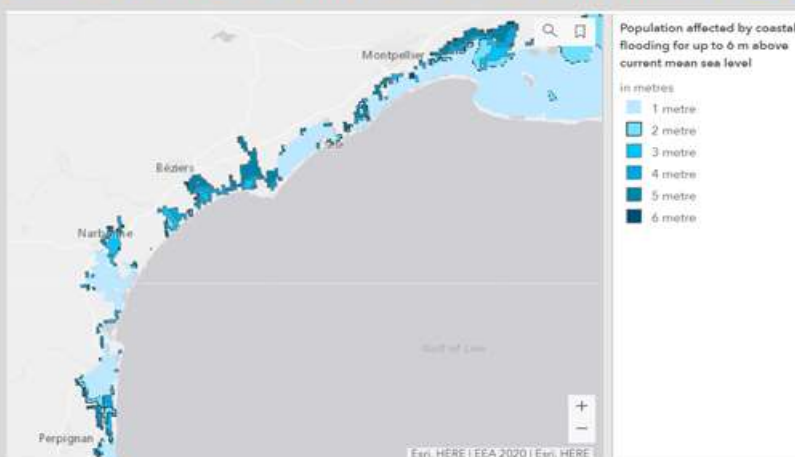 Montpellier
Béziers
Narbonne
Perpignan
Gulf of Lion
+
−
Esri, HERE | EEA 2020 | Esri, HERE
Population affected by coastal
flooding for up to 6 m above
current mean sea level
in metres
1 metre
2 metre
3 metre
4 metre
5 metre
6 metre